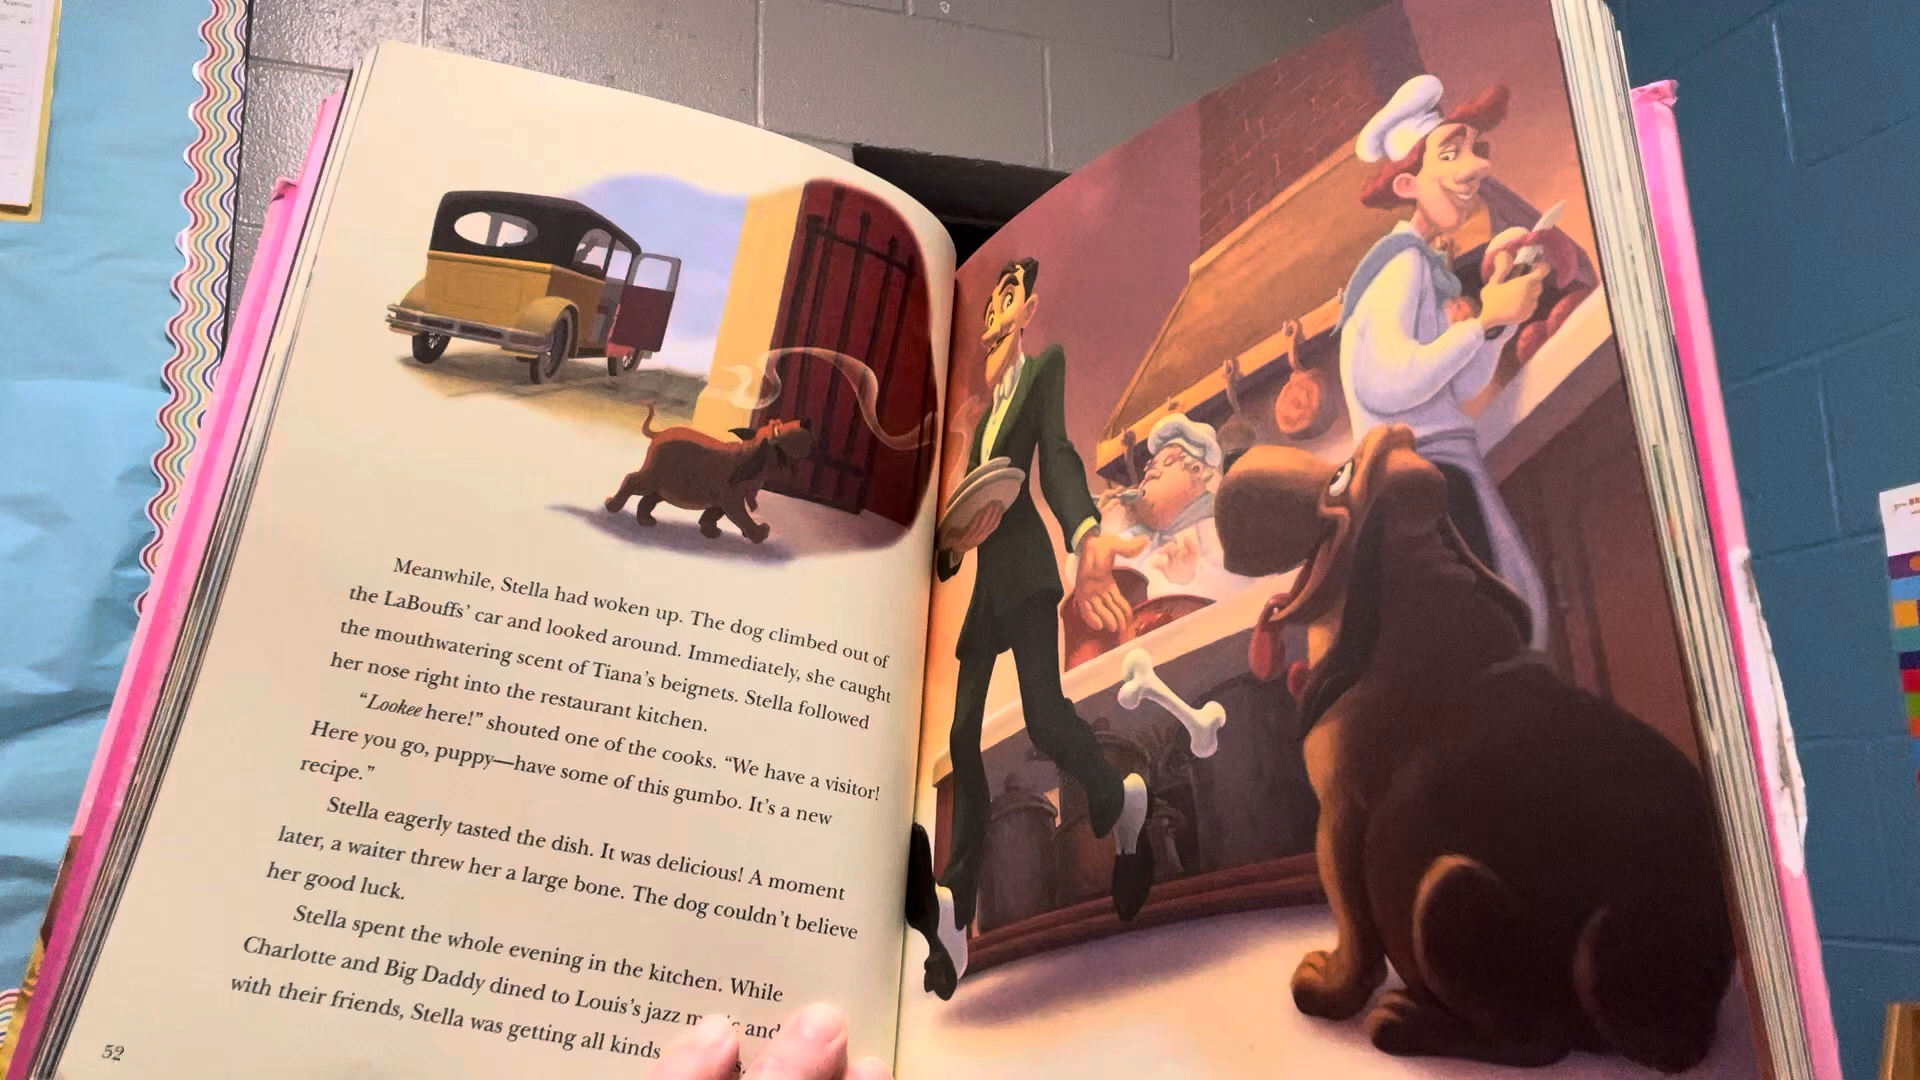 Meanwhile, Stella had woken up. The dog climbed out of
the LaBouffs' car and looked around. Immediately, she caught
the mouthwatering scent of Tiana's beignets. Stella followed
her nose right into the restaurant kitchen.
"Lookee here!" shouted one of the cooks. "We have a visitor!
Here you go, puppy—have some of this gumbo. It's a new
recipe."
Stella eagerly tasted the dish. It was delicious! A moment
later, a waiter threw her a large bone. The dog couldn't believe
her good luck.
Stella spent the whole evening in the kitchen. While
Charlotte and Big Daddy dined to Louis's jazz and
with their friends, Stella was getting all kinds
52